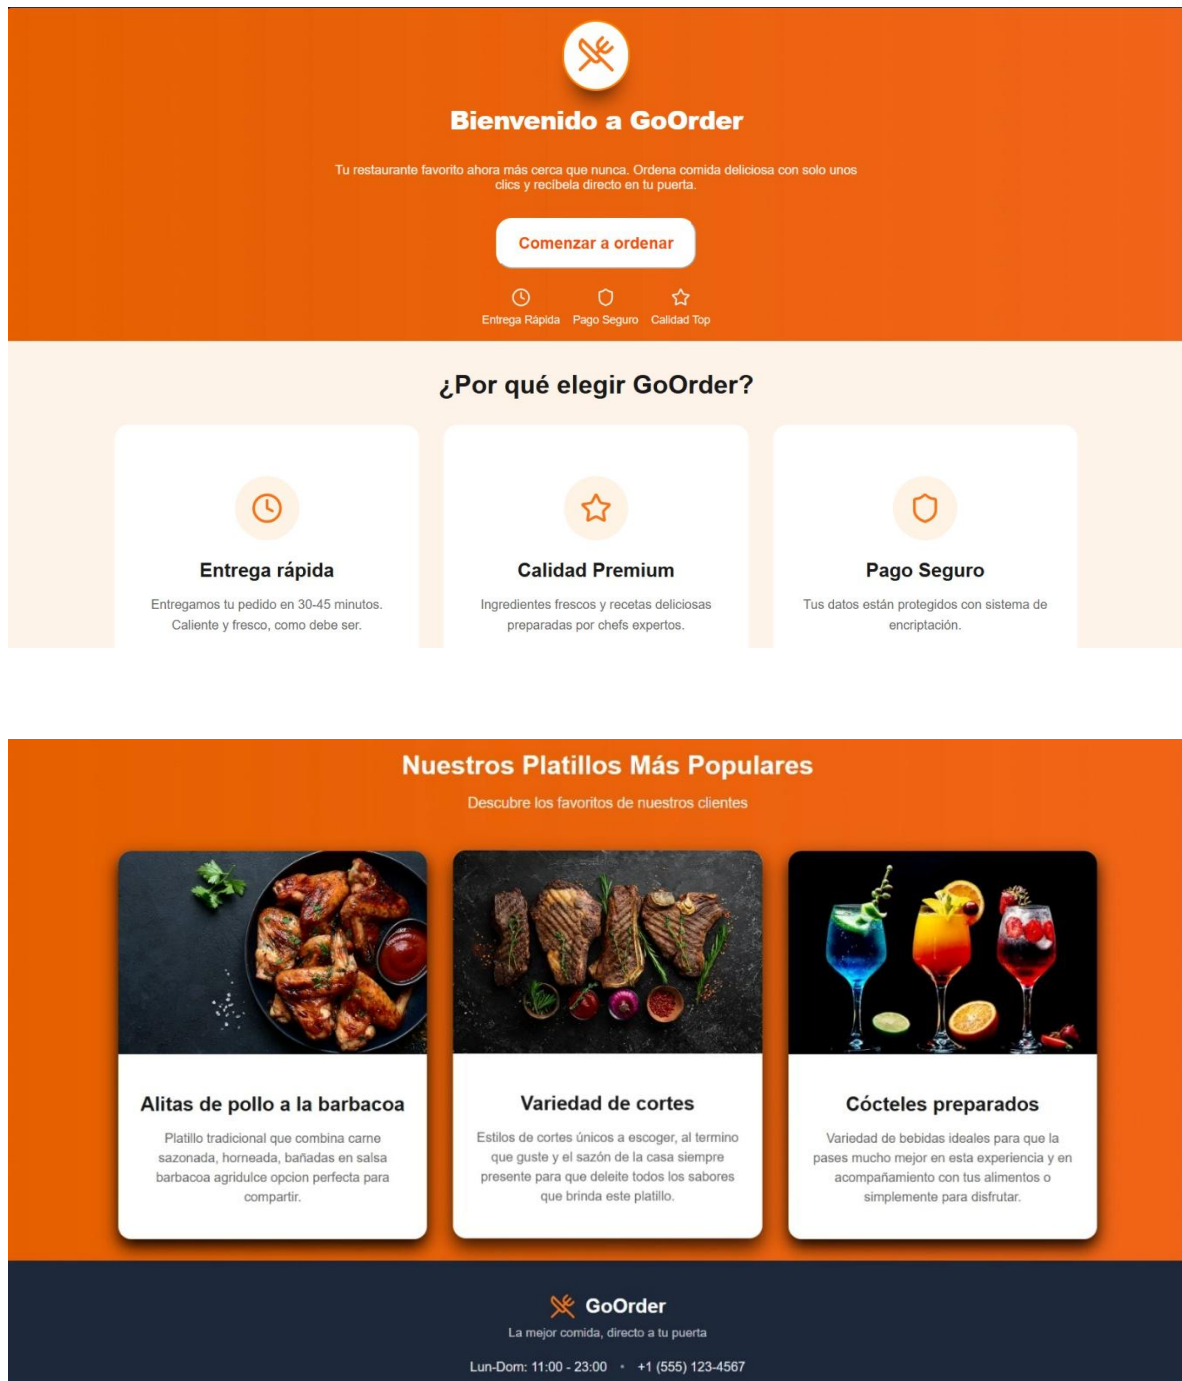 Bienvenido a GoOrder
Tu restaurante favorito ahora más cerca que nunca. Ordena comida deliciosa con solo unos
clics y recíbela directo en tu puerta.
Comenzar a ordenar
Entrega Rápida Pago Seguro Calidad Top
¿Por qué elegir GoOrder?
Entrega rápida
Entregamos tu pedido en 30-45 minutos.
Caliente y fresco, como debe ser.
Calidad Premium
Ingredientes frescos y recetas deliciosas
preparadas por chefs expertos.
Pago Seguro
Tus datos están protegidos con sistema de
encriptación.
Nuestros Platillos Más Populares
Descubre los favoritos de nuestros clientes
Alitas de pollo a la barbacoa
Platillo tradicional que combina carne
sazonada, horneada, bañadas en salsa
barbacoa agridulce opcion perfecta para
compartir.
Variedad de cortes
Estilos de cortes únicos a escoger, al termino
que guste y el sazón de la casa siempre
presente para que deleite todos los sabores
que brinda este platillo.
Cócteles preparados
Variedad de bebidas ideales para que la
pases mucho mejor en esta experiencia y en
acompañamiento con tus alimentos o
simplemente para disfrutar.
GoOrder
La mejor comida, directo a tu puerta
Lun-Dom: 11:00 - 23:00 • +1 (555) 123-4567